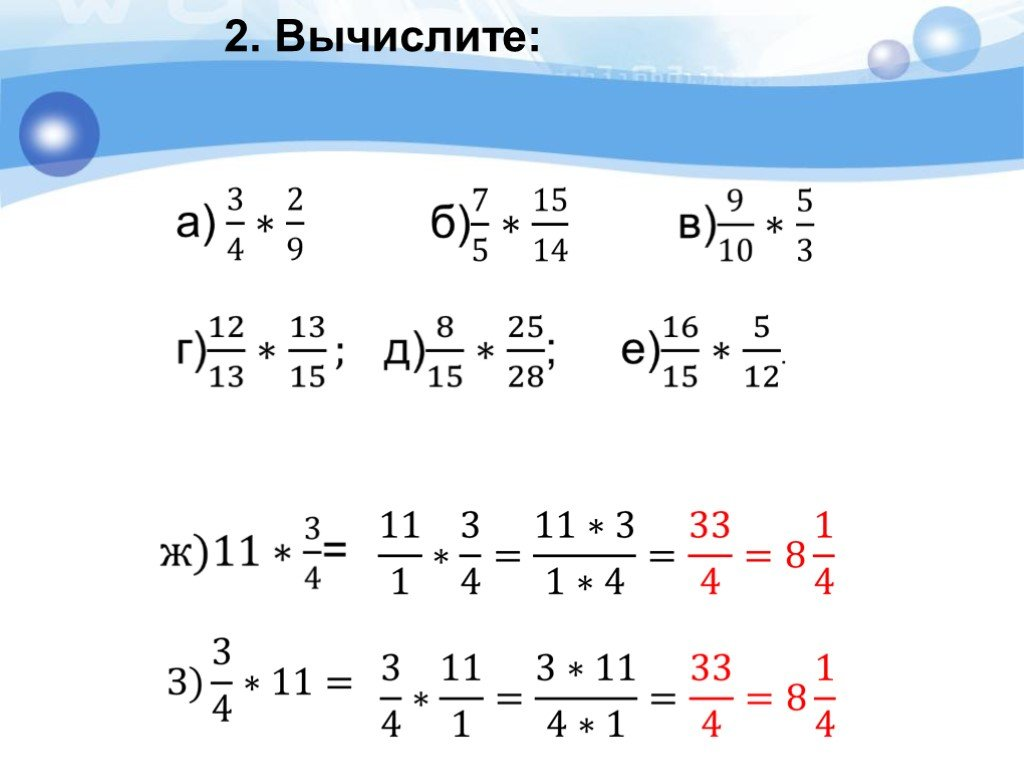 2. Вычислите:
а) 3/4 ∗ 2/9 б) 7/5 ∗ 15/14 в) 9/10 ∗ 5/3
г) 12/13 ∗ 13/15 ; д) 8/15 ∗ 25/28; е) 16/15 ∗ 5/12.
ж) 11 ∗ 3/4 = 11/1 ∗ 3/4 = 11 ∗ 3/1 ∗ 4 = 33/4 = 8 1/4
З) 3/4 ∗ 11 = 3/4 ∗ 11/1 = 3 ∗ 11/4 ∗ 1 = 33/4 = 8 1/4